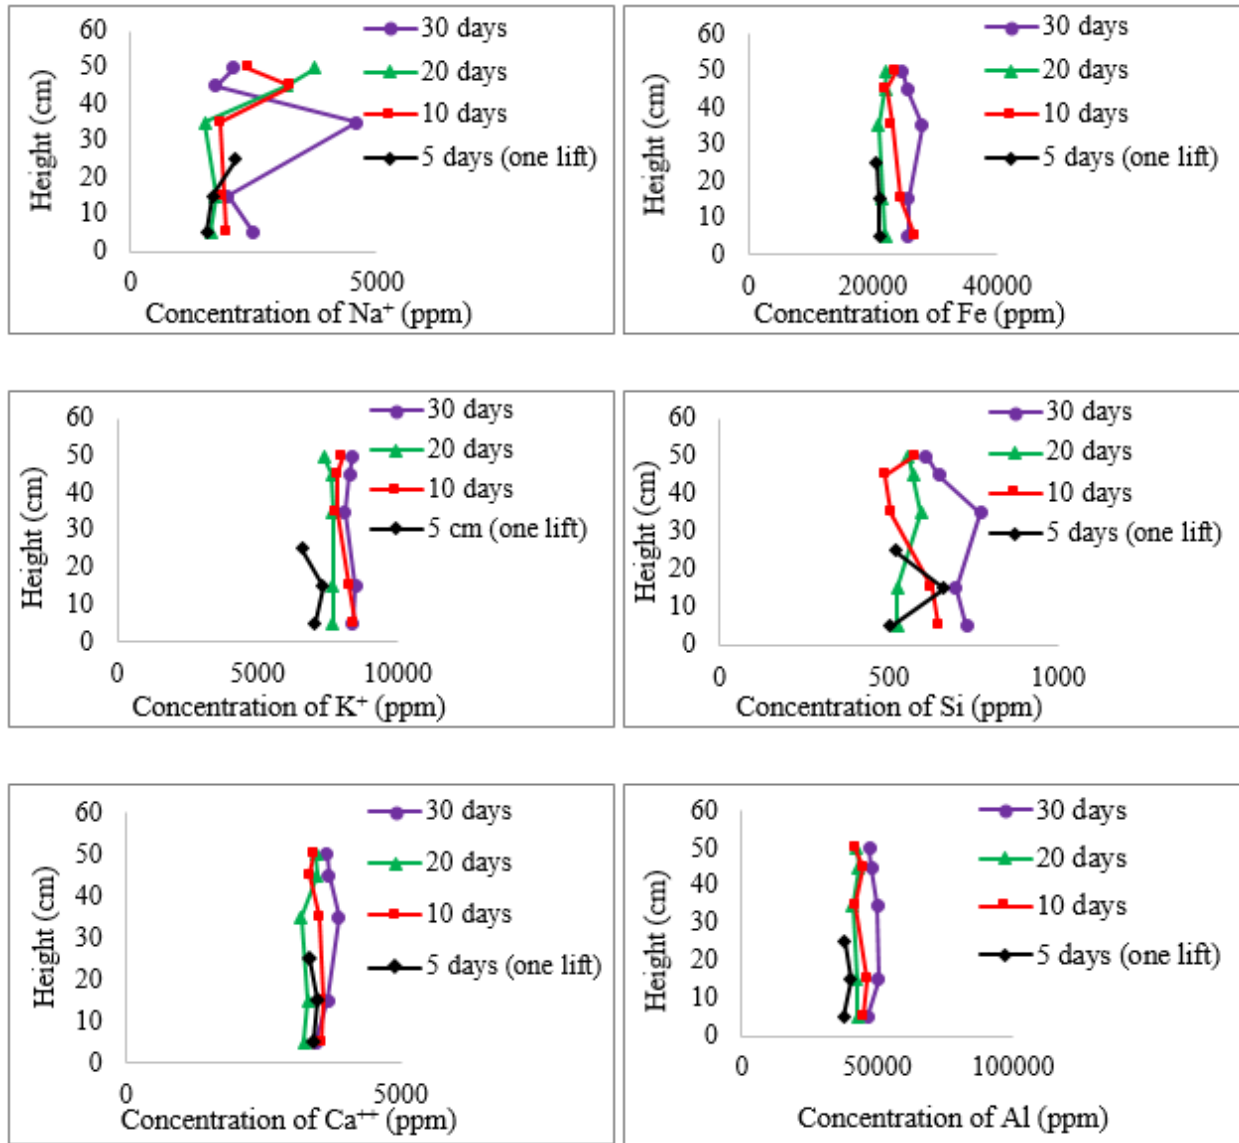 60
50
40
30
20
10
0
0
5000
Height (cm)
Concentration of Na⁺ (ppm)
30 days
20 days
10 days
5 days (one lift)
60
50
40
30
20
10
0
0
20000
40000
Height (cm)
Concentration of Fe (ppm)
30 days
20 days
10 days
5 days (one lift)
60
50
40
30
20
10
0
0
5000
10000
Height (cm)
Concentration of K⁺ (ppm)
30 days
20 days
10 days
5 cm (one lift)
60
50
40
30
20
10
0
0
500
1000
Height (cm)
Concentration of Si (ppm)
30 days
20 days
10 days
5 days (one lift)
60
50
40
30
20
10
0
0
5000
Height (cm)
Concentration of Ca⁺⁺ (ppm)
30 days
20 days
10 days
5 days (one lift)
60
50
40
30
20
10
0
0
50000
100000
Height (cm)
Concentration of Al (ppm)
30 days
20 days
10 days
5 days (one lift)